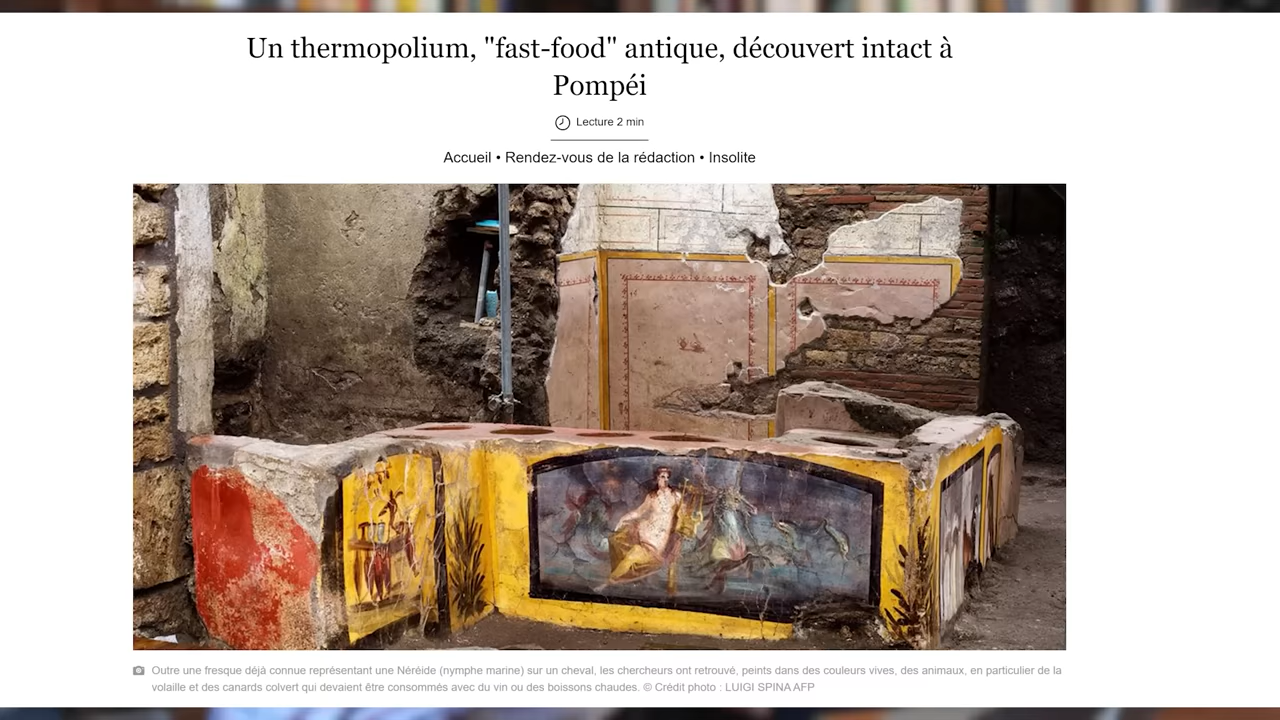 Un thermopolium, "fast-food" antique, découvert intact à
Pompéi
Lecture 2 min
Accueil • Rendez-vous de la rédaction • Insolite
Outre une fresque déjà connue représentant une Néréide (nymphe marine) sur un cheval, les chercheurs ont retrouvé, peints dans des couleurs vives, des animaux, en particulier de la
volaille et des canards colvert qui devaient être consommés avec du vin ou des boissons chaudes. © Crédit photo : LUIGI SPINA AFP